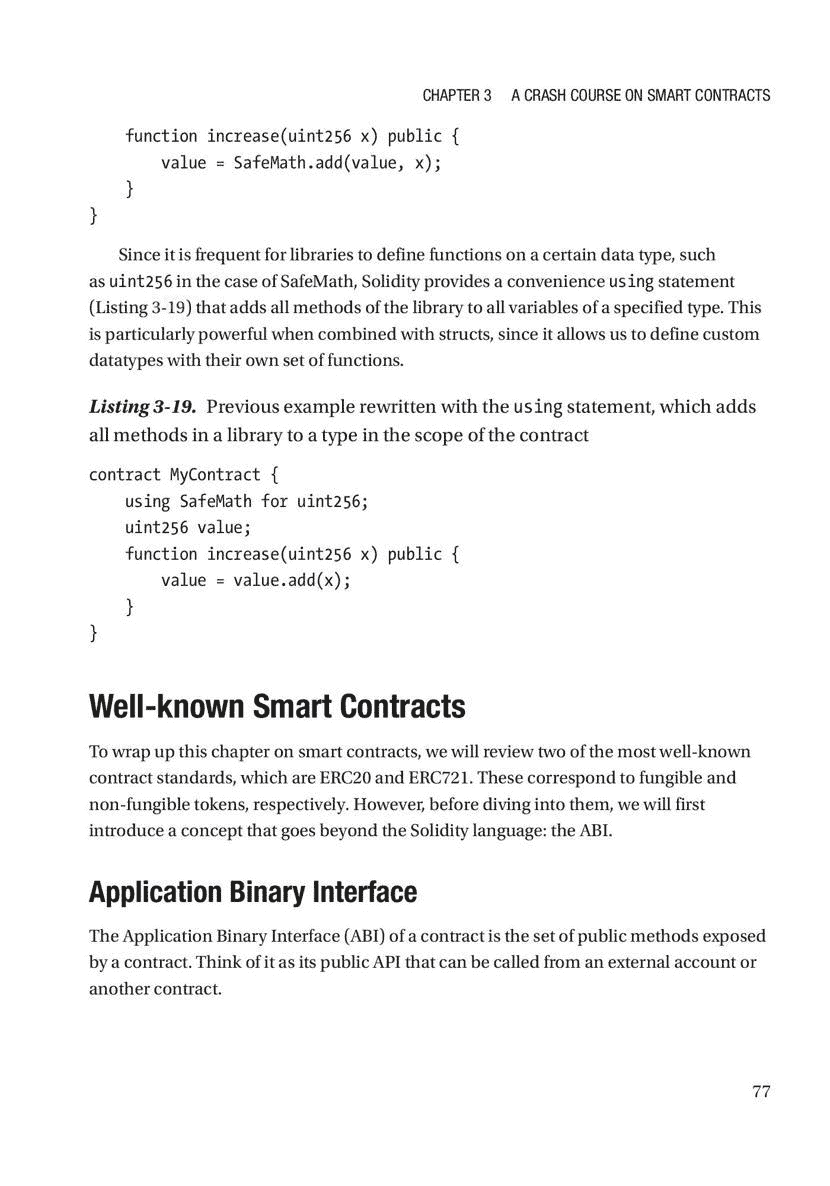 CHAPTER 3 A CRASH COURSE ON SMART CONTRACTS
function increase(uint256 x) public {
value = SafeMath.add(value, x);
}
}
Since it is frequent for libraries to define functions on a certain data type, such
as uint256 in the case of SafeMath, Solidity provides a convenience using statement
(Listing 3-19) that adds all methods of the library to all variables of a specified type. This
is particularly powerful when combined with structs, since it allows us to define custom
datatypes with their own set of functions.
Listing 3-19. Previous example rewritten with the using statement, which adds
all methods in a library to a type in the scope of the contract
contract MyContract {
using SafeMath for uint256;
uint256 value;
function increase(uint256 x) public {
value = value.add(x);
}
}
Well-known Smart Contracts
To wrap up this chapter on smart contracts, we will review two of the most well-known
contract standards, which are ERC20 and ERC721. These correspond to fungible and
non-fungible tokens, respectively. However, before diving into them, we will first
introduce a concept that goes beyond the Solidity language: the ABI.
Application Binary Interface
The Application Binary Interface (ABI) of a contract is the set of public methods exposed
by a contract. Think of it as its public API that can be called from an external account or
another contract.
77